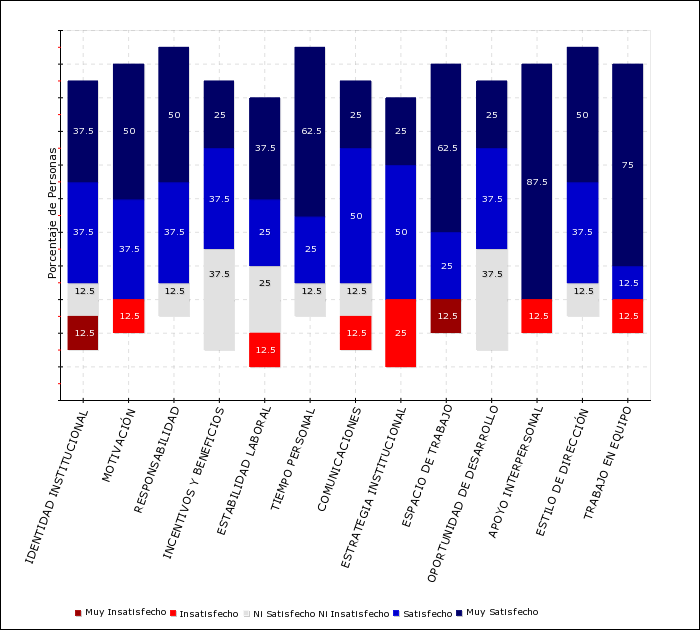 Porcentaje de Personas
37.5 50 50 25 37.5 62.5 25 25 62.5 25 87.5 50 75
37.5 37.5 37.5 37.5 25 25 50 50 25 37.5 37.5 12.5
12.5 12.5 37.5 25 12.5 12.5 37.5 12.5
12.5 12.5 12.5 12.5 25 12.5 12.5 12.5
IDENTIDAD INSTITUCIONAL
MOTIVACIÓN
RESPONSABILIDAD
INCENTIVOS Y BENEFICIOS
ESTABILIDAD LABORAL
TIEMPO PERSONAL
COMUNICACIONES
ESTRATEGIA INSTITUCIONAL
ESPACIO DE TRABAJO
OPORTUNIDAD DE DESARROLLO
APOYO INTERPERSONAL
ESTILO DE DIRECCIÓN
TRABAJO EN EQUIPO
Muy Insatisfecho Insatisfecho Ni Satisfecho Ni Insatisfecho Satisfecho Muy Satisfecho